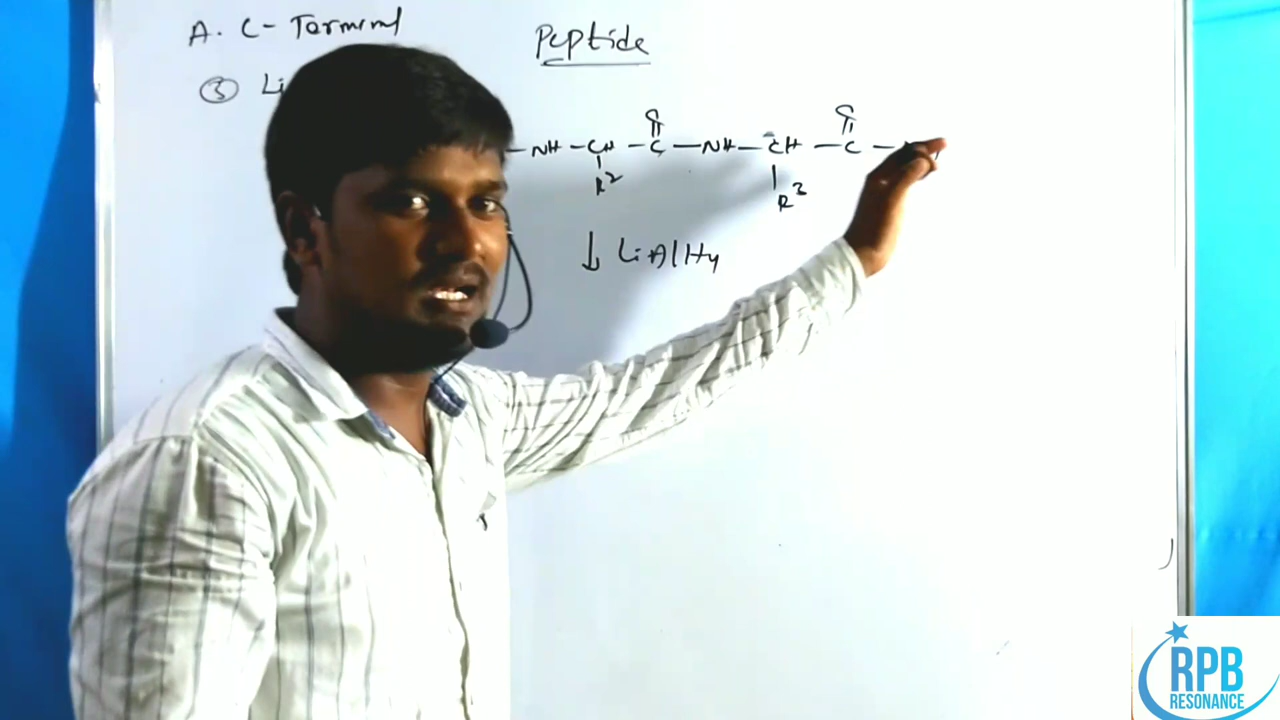 A. C- Terminal
Peptide
③ Li
O O
- NH - CH - C - NH - CH - C -
R2 R3
↓ LiAlH4
RPB
RESONANCE